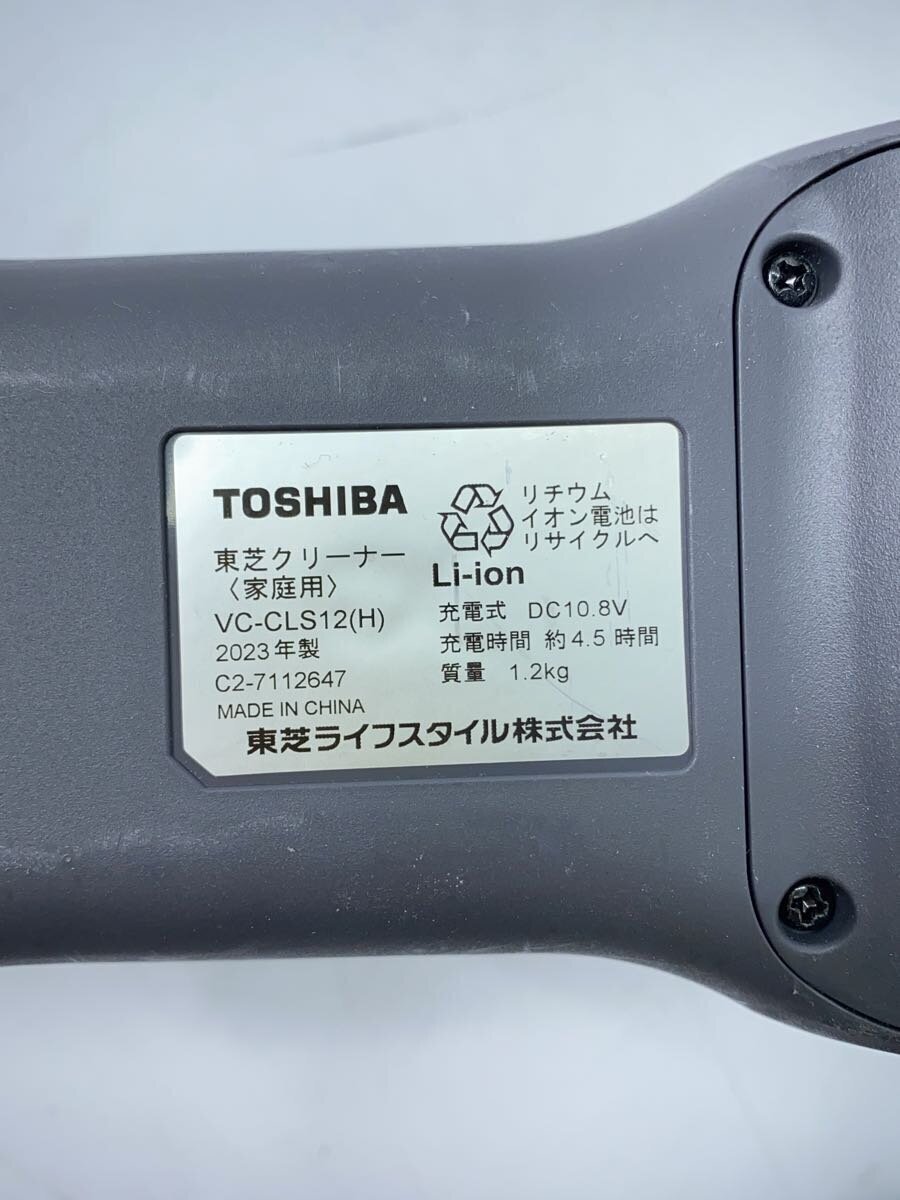 TOSHIBA
東芝クリーナー
〈家庭用〉
VC-CLS12(H)
2023年製
C2-7112647
MADE IN CHINA
リチウム
イオン電池は
リサイクルへ
Li-ion
充電式 DC10.8V
充電時間 約4.5時間
質量 1.2kg
東芝ライフスタイル株式会社